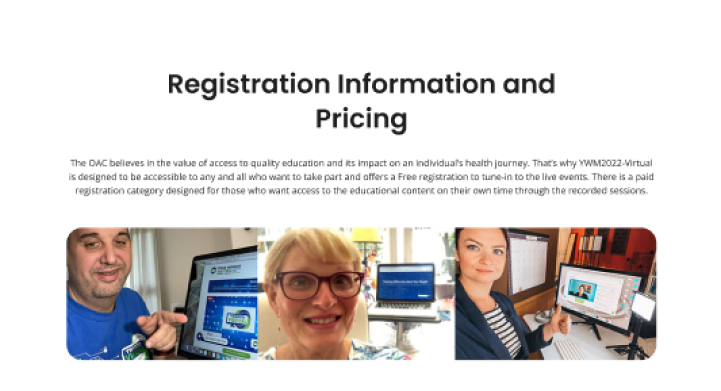 Registration Information and
Pricing
The OAC believes in the value of access to quality education and its impact on an individual's health journey. That's why YWM2022-Virtual
is designed to be accessible to any and all who want to take part and offers a Free registration to tune-in to the live events. There is a paid
registration category designed for those who want access to the educational content on their own time through the recorded sessions.